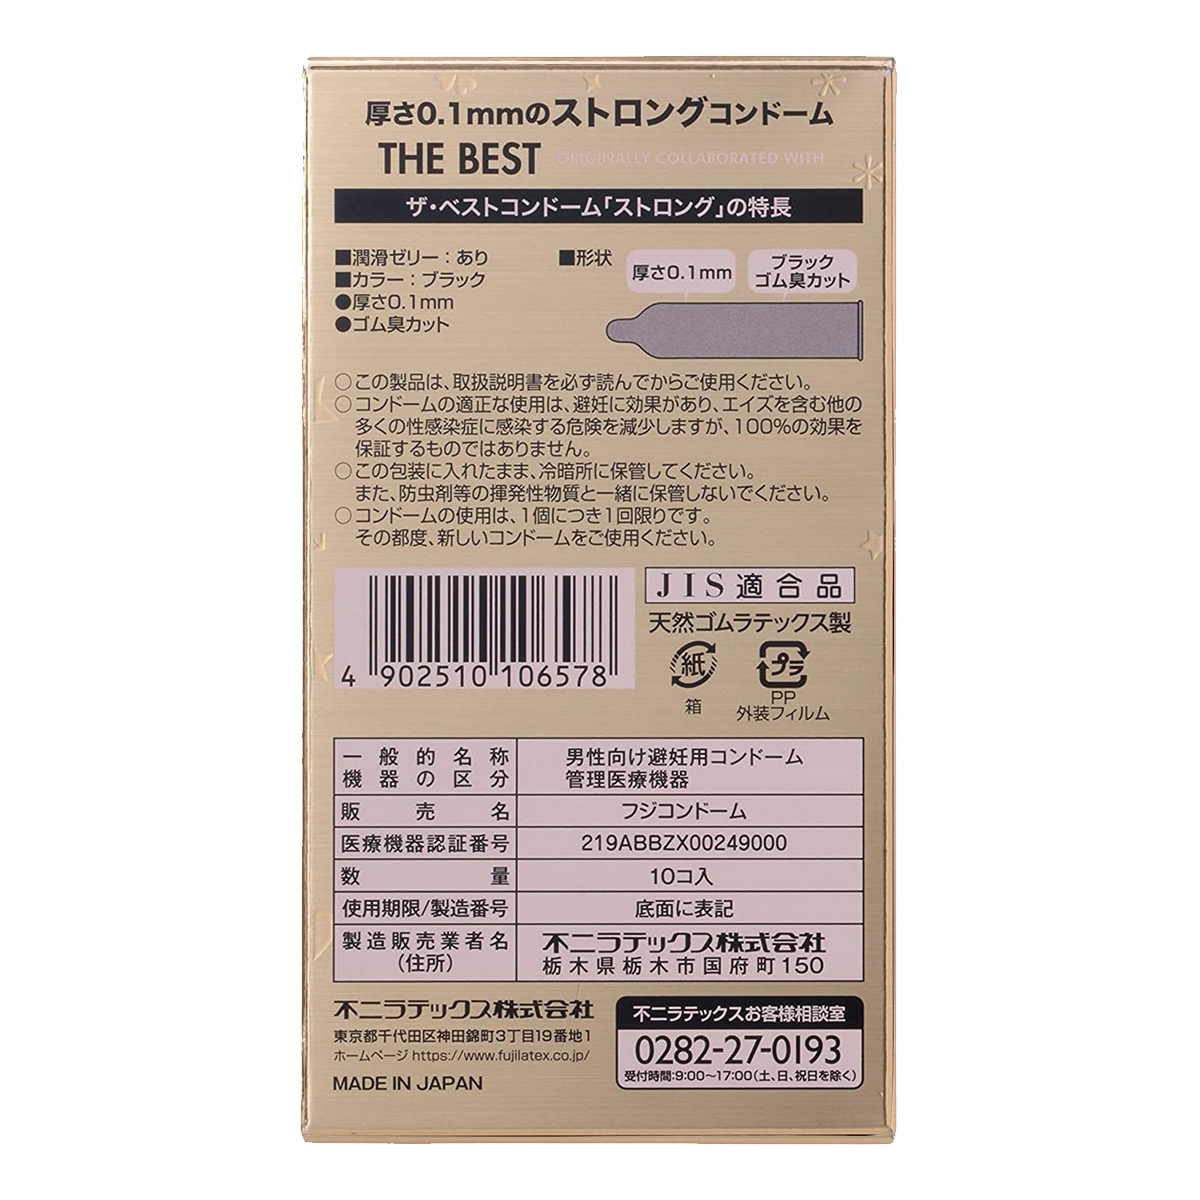 厚さ0.1mmのストロングコンドーム
THE BEST ORIGINALLY COLLABORATED WITH
ザ・ベストコンドーム「ストロング」の特長
■潤滑ゼリー：あり
■カラー：ブラック
●厚さ0.1mm
●ゴム臭カット
■形状
厚さ0.1mm
ブラック
ゴム臭カット
○この製品は、取扱説明書を必ず読んでからご使用ください。
○コンドームの適正な使用は、避妊に効果があり、エイズを含む他の
多くの性感染症に感染する危険を減少しますが、100%の効果を
保証するものではありません。
○この包装に入れたまま、冷暗所に保管してください。
また、防虫剤等の揮発性物質と一緒に保管しないでください。
○コンドームの使用は、1個につき1回限りです。
その都度、新しいコンドームをご使用ください。
4 902510 106578
JIS適合品
天然ゴムラテックス製
紙
箱
プラ
PP
外装フィルム
一般的名称 男性向け避妊用コンドーム
機器の区分 管理医療機器
販売名 フジコンドーム
医療機器認証番号 219ABBZX00249000
数量 10コ入
使用期限/製造番号 底面に表記
製造販売業者名 不二ラテックス株式会社
(住所) 栃木県栃木市国府町150
不二ラテックス株式会社
東京都千代田区神田錦町3丁目19番地1
ホームページ https://www.fujilatex.co.jp/
MADE IN JAPAN
不二ラテックスお客様相談室
0282-27-0193
受付時間:9:00～17:00(土、日、祝日を除く)